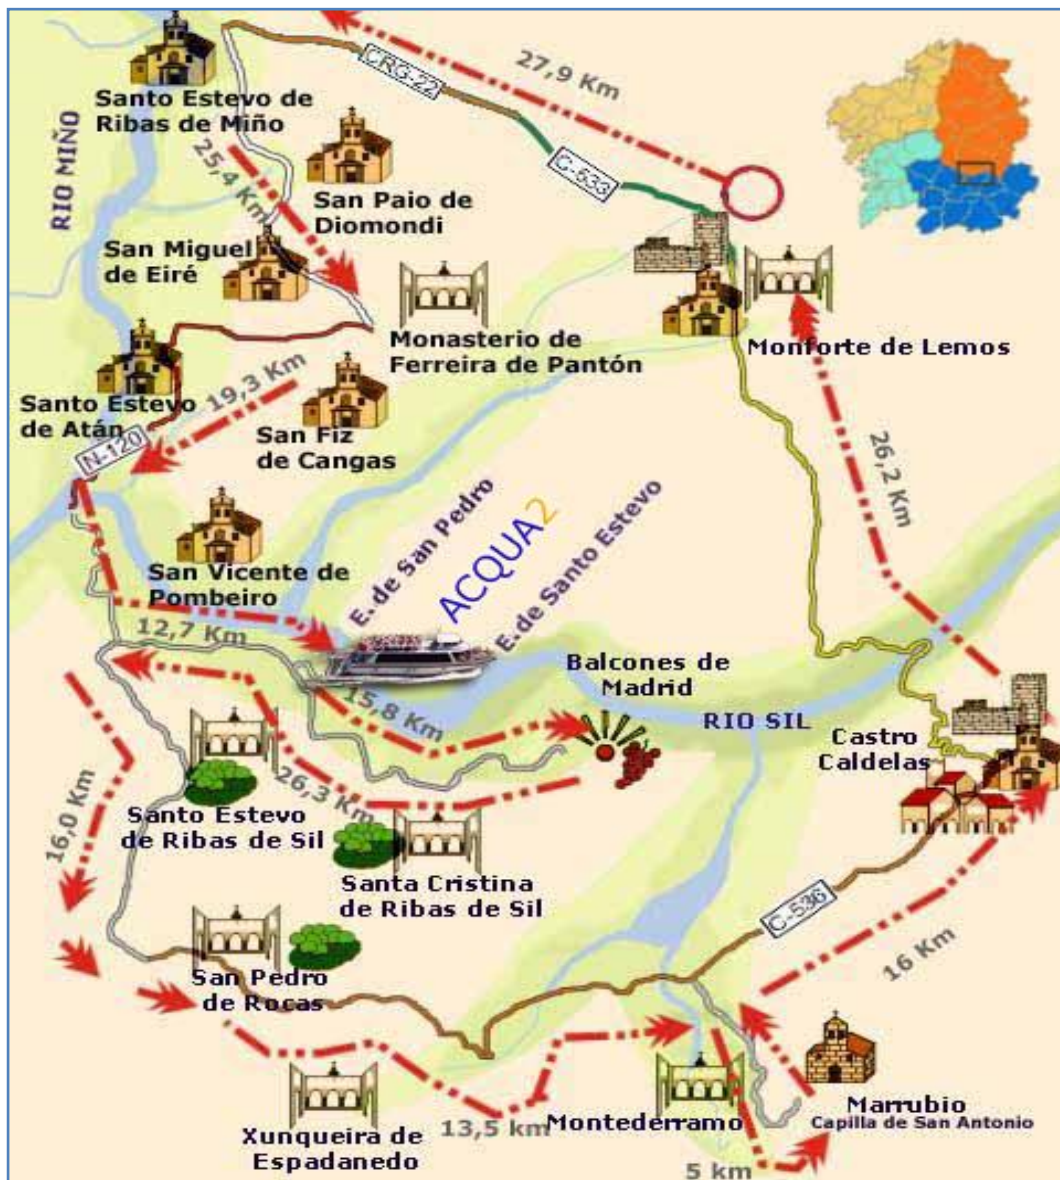 27,9 Km
CRG-22
Santo Estevo de
Ribas de Miño
RIO MIÑO
25,4 Km
C-533
San Paio de
Diomondi
San Miguel
de Eiré
Monasterio de
Ferreira de Pantón
Monforte de Lemos
Santo Estevo
de Atán
19,3 Km
San Fiz
de Cangas
N-120
26,2 Km
E. de San Pedro
ACQUA2
E. de Santo Estevo
San Vicente de
Pombeiro
12,7 Km
Balcones de
Madrid
15,8 Km
RIO SIL
Castro
Caldelas
26,3 Km
Santo Estevo
de Ribas de Sil
16,0 Km
Santa Cristina
de Ribas de Sil
C-536
16 Km
San Pedro
de Rocas
Xunqueira de
Espadanedo
13,5 km
Montederramo
Marrubio
Capilla de San Antonio
5 km